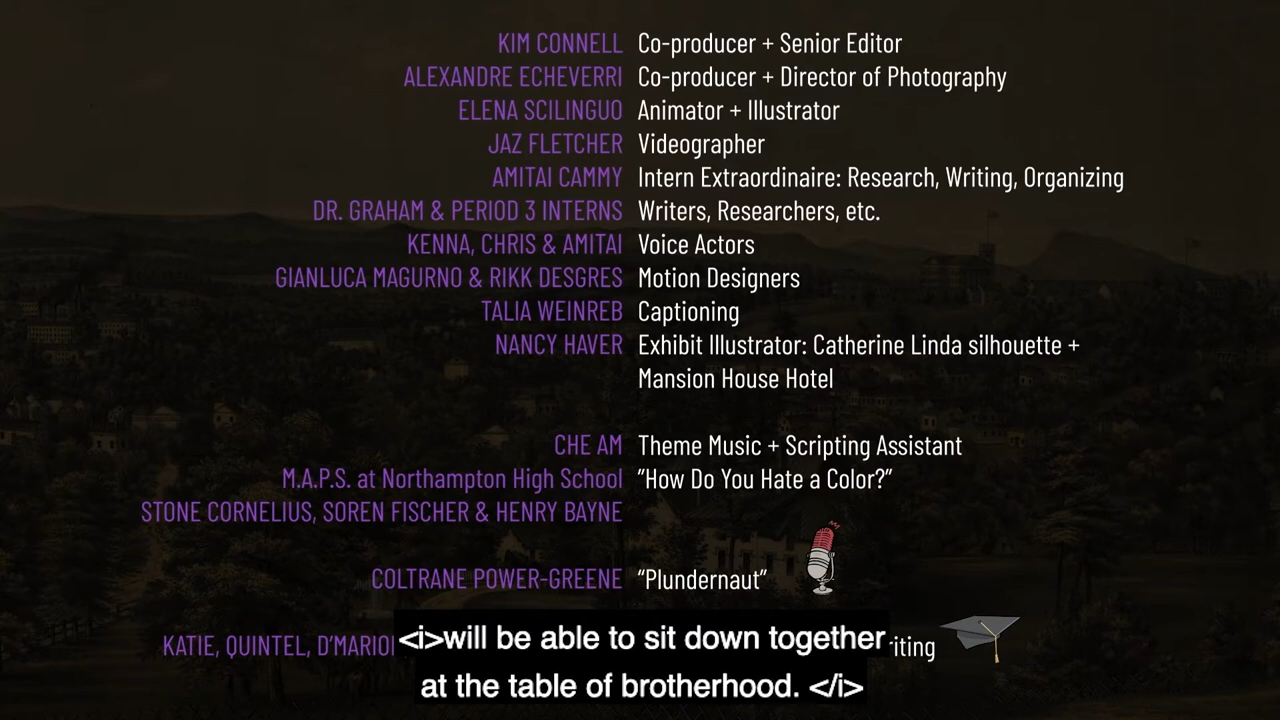 KIM CONNELL Co-producer + Senior Editor
ALEXANDRE ECHEVERRI Co-producer + Director of Photography
ELENA SCILINGUO Animator + Illustrator
JAZ FLETCHER Videographer
AMITAI CAMMY Intern Extraordinaire: Research, Writing, Organizing
DR. GRAHAM & PERIOD 3 INTERNS Writers, Researchers, etc.
KENNA, CHRIS & AMITAI Voice Actors
GIANLUCA MAGURNO & RIKK DESGRES Motion Designers
TALIA WEINREB Captioning
NANCY HAVER Exhibit Illustrator: Catherine Linda silhouette +
Mansion House Hotel
CHE AM Theme Music + Scripting Assistant
M.A.P.S. at Northampton High School ”How Do You Hate a Color?”
STONE CORNELIUS, SOREN FISCHER & HENRY BAYNE
COLTRANE POWER-GREENE “Plundernaut”
KATIE, QUINTEL,
<i>will be able to sit down together
at the table of brotherhood. </i>